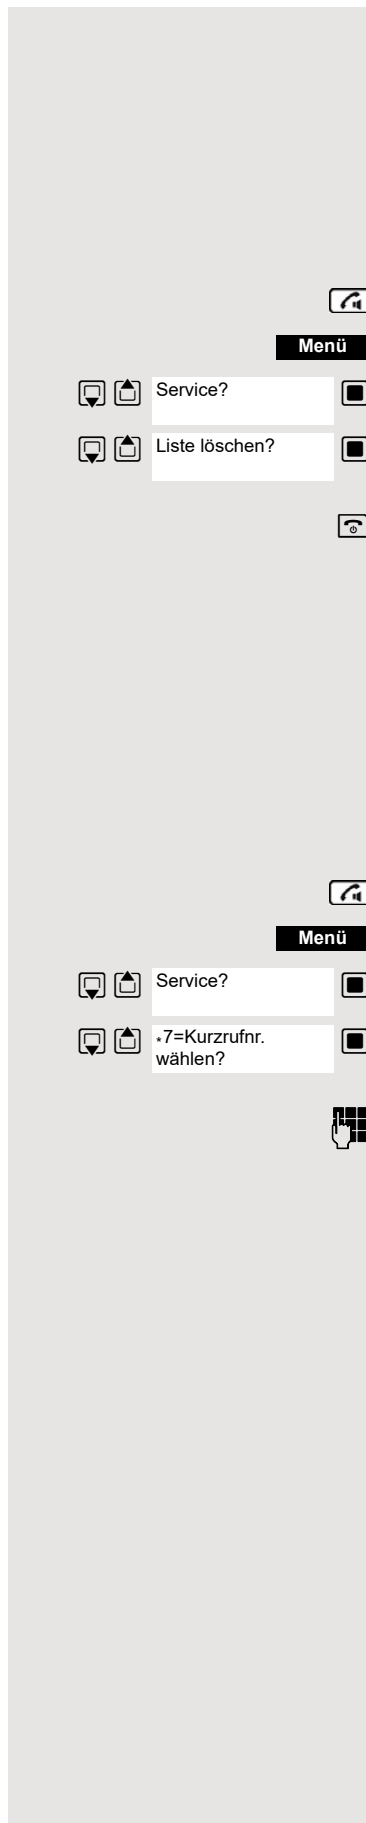 Menü
Service?
Liste löschen?
Menü
Service?
*7=Kurzrufnr.
wählen?